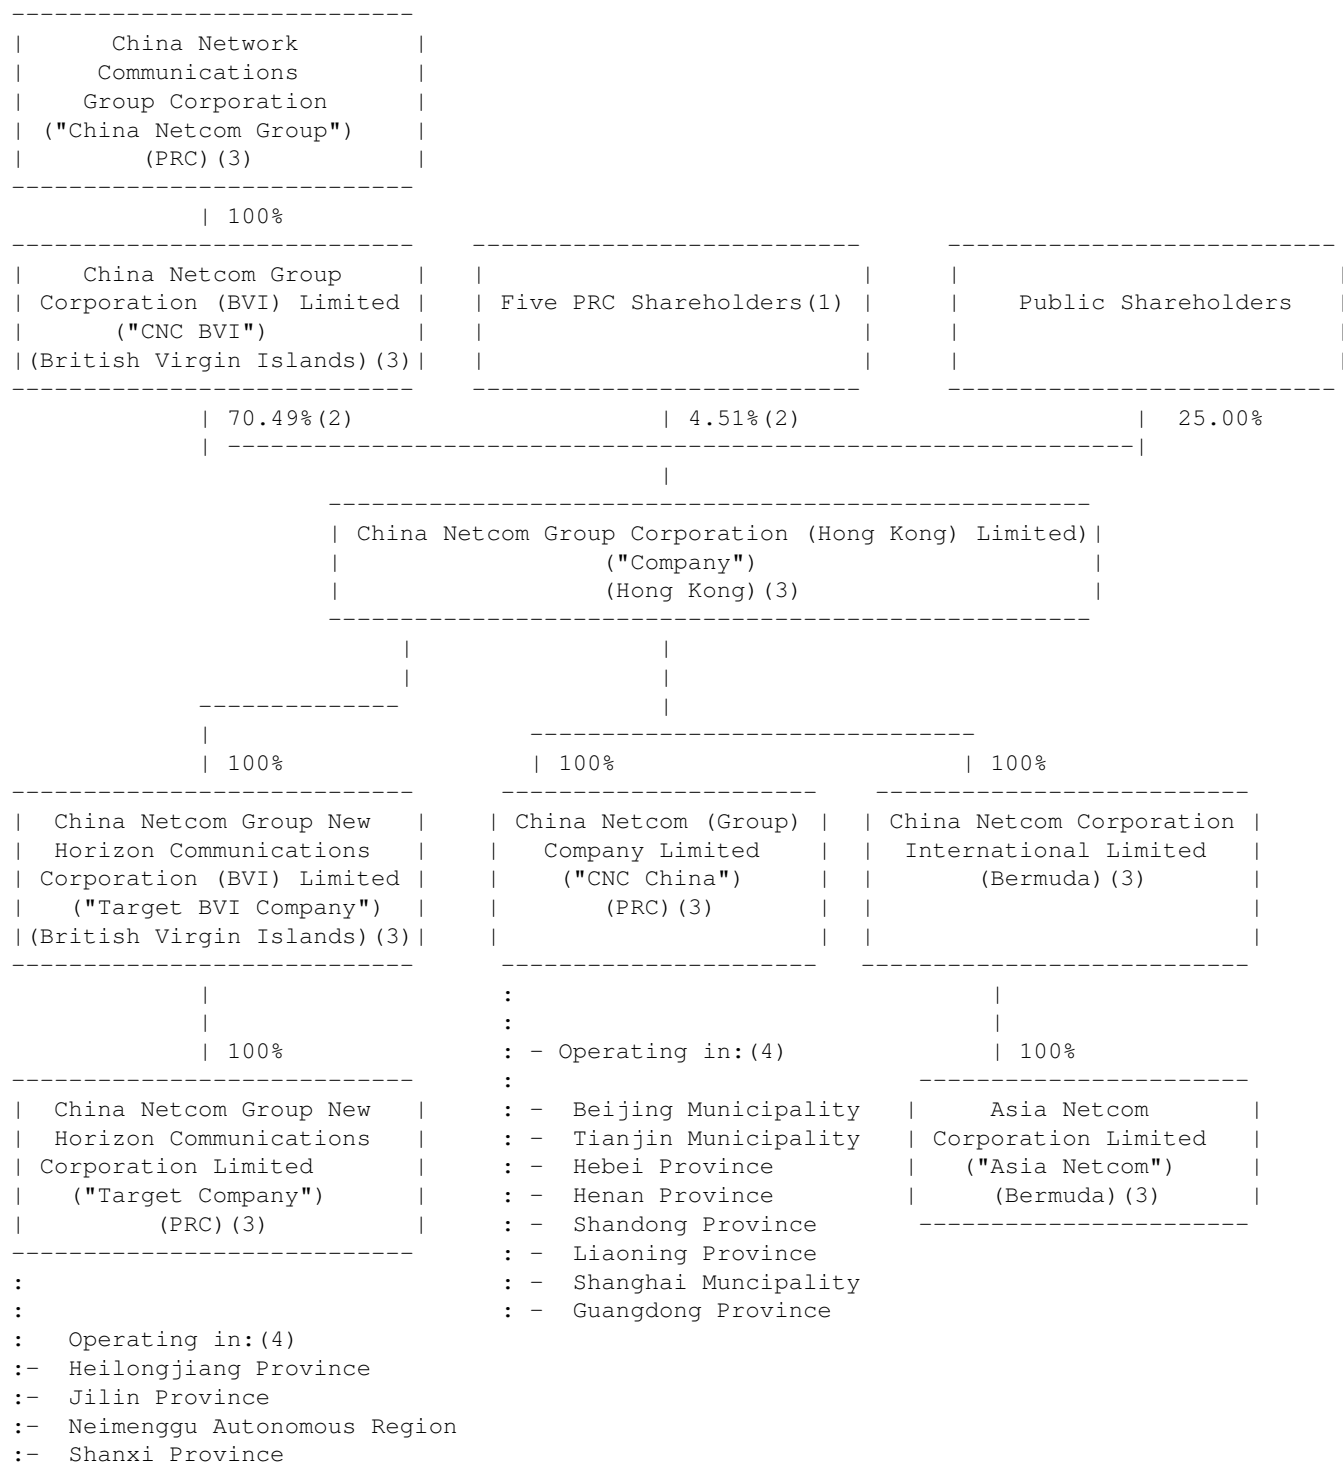 China Network
Communications
Group Corporation
("China Netcom Group")
(PRC)(3)
100%
China Netcom Group
Corporation (BVI) Limited
("CNC BVI")
(British Virgin Islands)(3)
Five PRC Shareholders(1)
Public Shareholders
70.49%(2) 4.51%(2) 25.00%
China Netcom Group Corporation (Hong Kong) Limited)
("Company")
(Hong Kong)(3)
100% 100% 100%
China Netcom Group New
Horizon Communications
Corporation (BVI) Limited
("Target BVI Company")
(British Virgin Islands)(3)
China Netcom (Group)
Company Limited
("CNC China")
(PRC)(3)
China Netcom Corporation
International Limited
(Bermuda)(3)
100%
China Netcom Group New
Horizon Communications
Corporation Limited
("Target Company")
(PRC)(3)
: Operating in:(4)
:- Heilongjiang Province
:- Jilin Province
:- Neimenggu Autonomous Region
:- Shanxi Province
: - Operating in:(4)
: - Beijing Municipality
: - Tianjin Municipality
: - Hebei Province
: - Henan Province
: - Shandong Province
: - Liaoning Province
: - Shanghai Muncipality
: - Guangdong Province
100%
Asia Netcom
Corporation Limited
("Asia Netcom")
(Bermuda)(3)